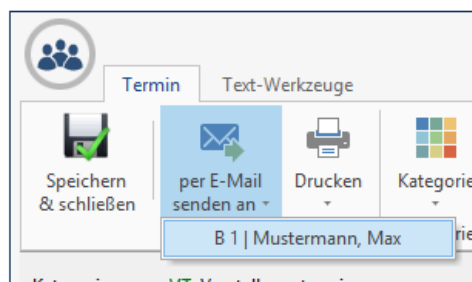 Termin Text-Werkzeuge
Speichern & schließen
per E-Mail senden an
Drucken
Kategorie
B 1 | Mustermann, Max